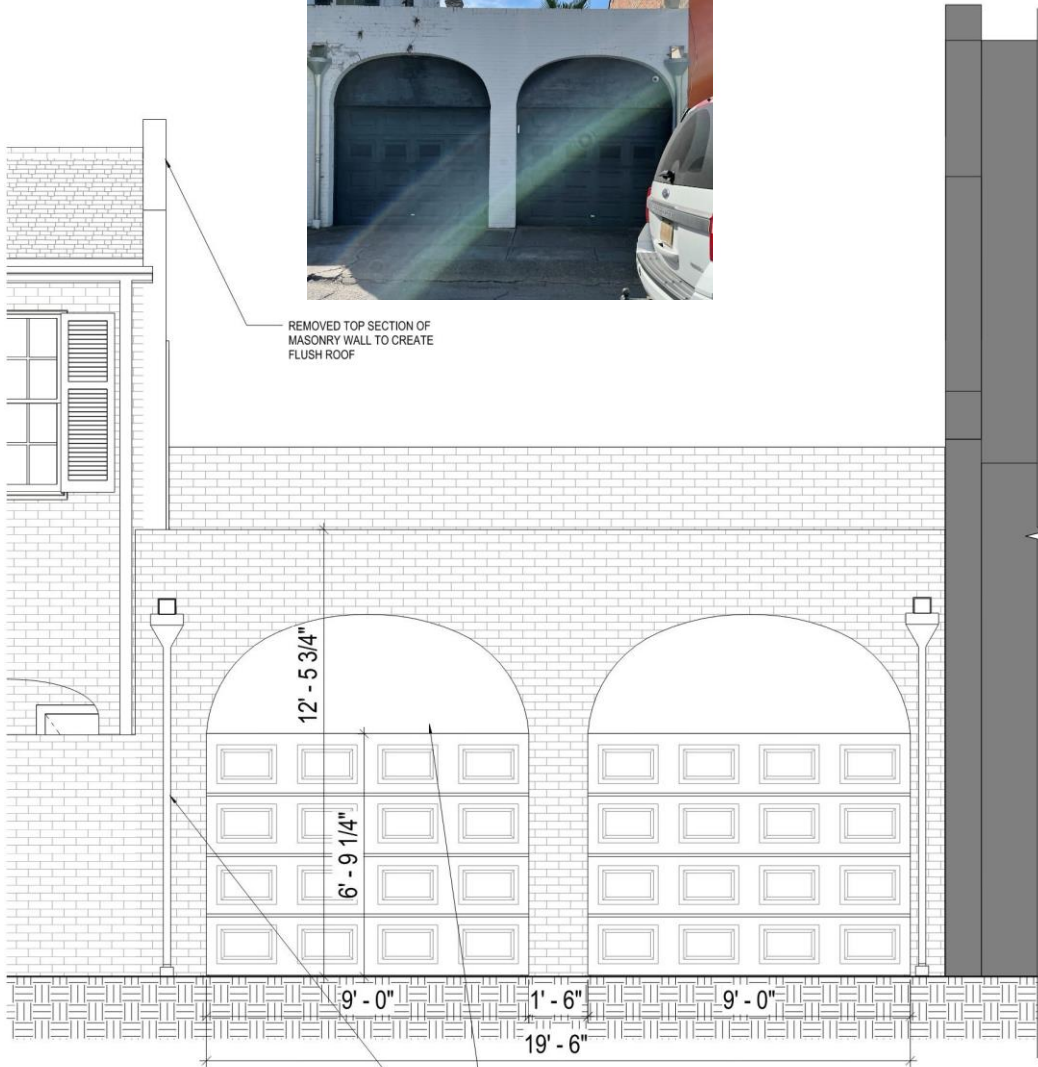 REMOVED TOP SECTION OF
MASONRY WALL TO CREATE
FLUSH ROOF
12' - 5 3/4"
6' - 9 1/4"
9' - 0"
1' - 6"
9' - 0"
19' - 6"